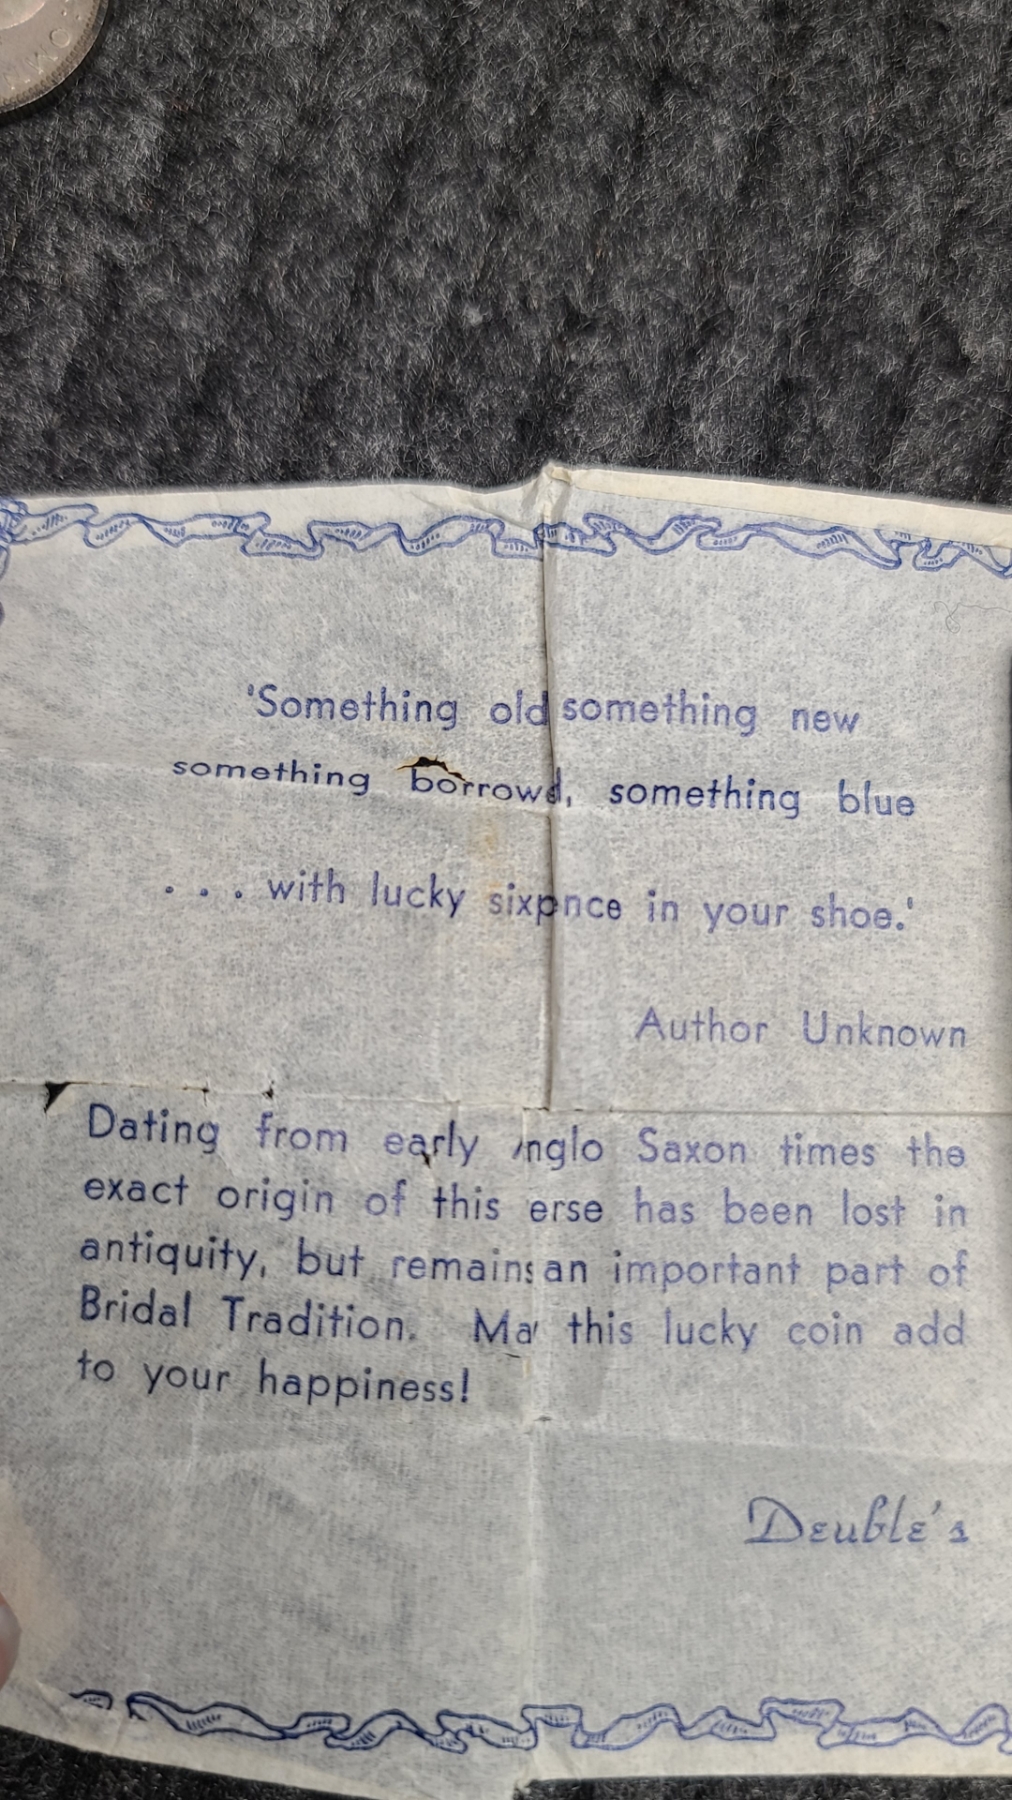 'Something old something new
something borrowd, something blue
. . . with lucky sixpnce in your shoe.'
Author Unknown
Dating from early nglo Saxon times the
exact origin of this erse has been lost in
antiquity, but remains an important part of
Bridal Tradition. Ma this lucky coin add
to your happiness!
Deuble's